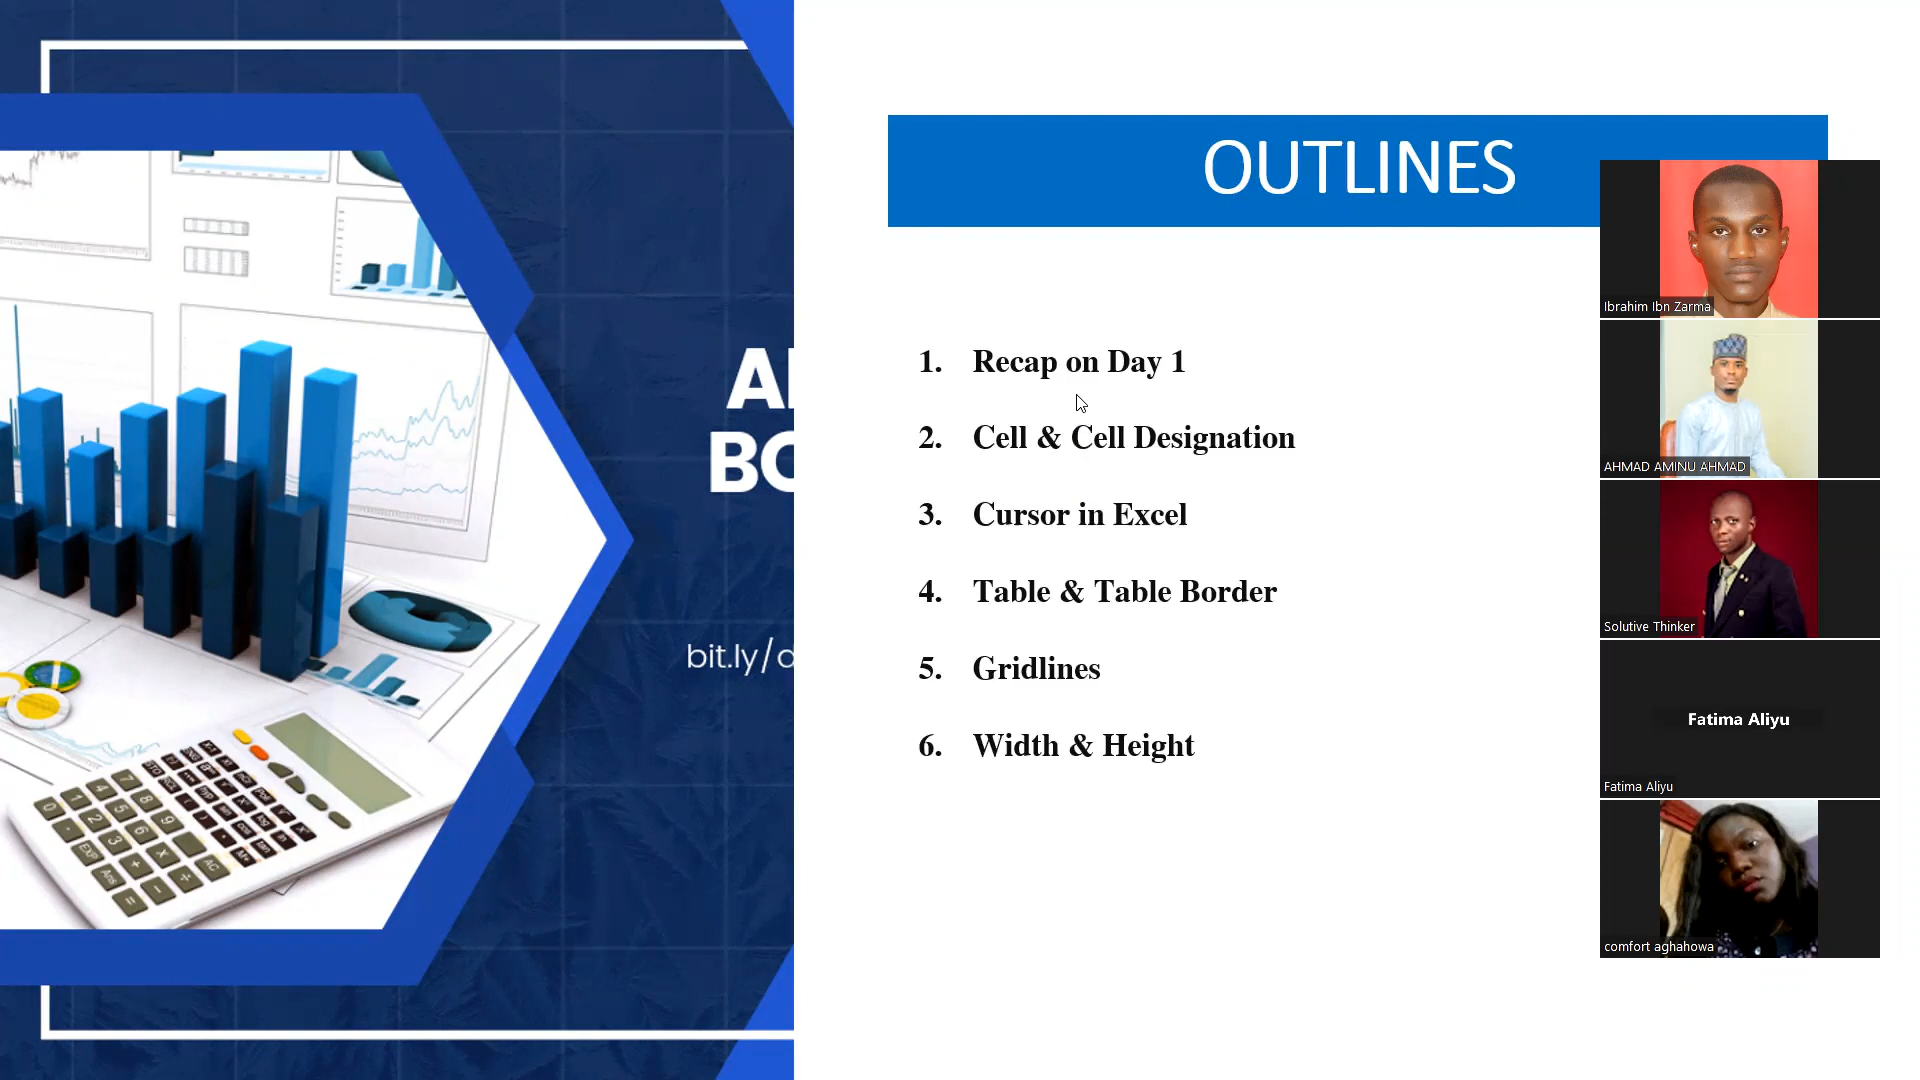 OUTLINES
1. Recap on Day 1
2. Cell & Cell Designation
3. Cursor in Excel
4. Table & Table Border
5. Gridlines
6. Width & Height
bit.ly/
Ibrahim Ibn Zarma
AHMAD AMINU AHMAD
Solutive Thinker
Fatima Aliyu
Fatima Aliyu
comfort aghahowa